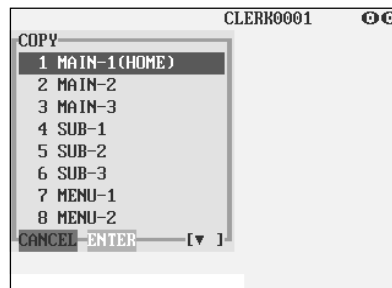 CLERK0001
COPY
1 MAIN-1(HOME)
2 MAIN-2
3 MAIN-3
4 SUB-1
5 SUB-2
6 SUB-3
7 MENU-1
8 MENU-2
CANCEL ENTER [▼ ]